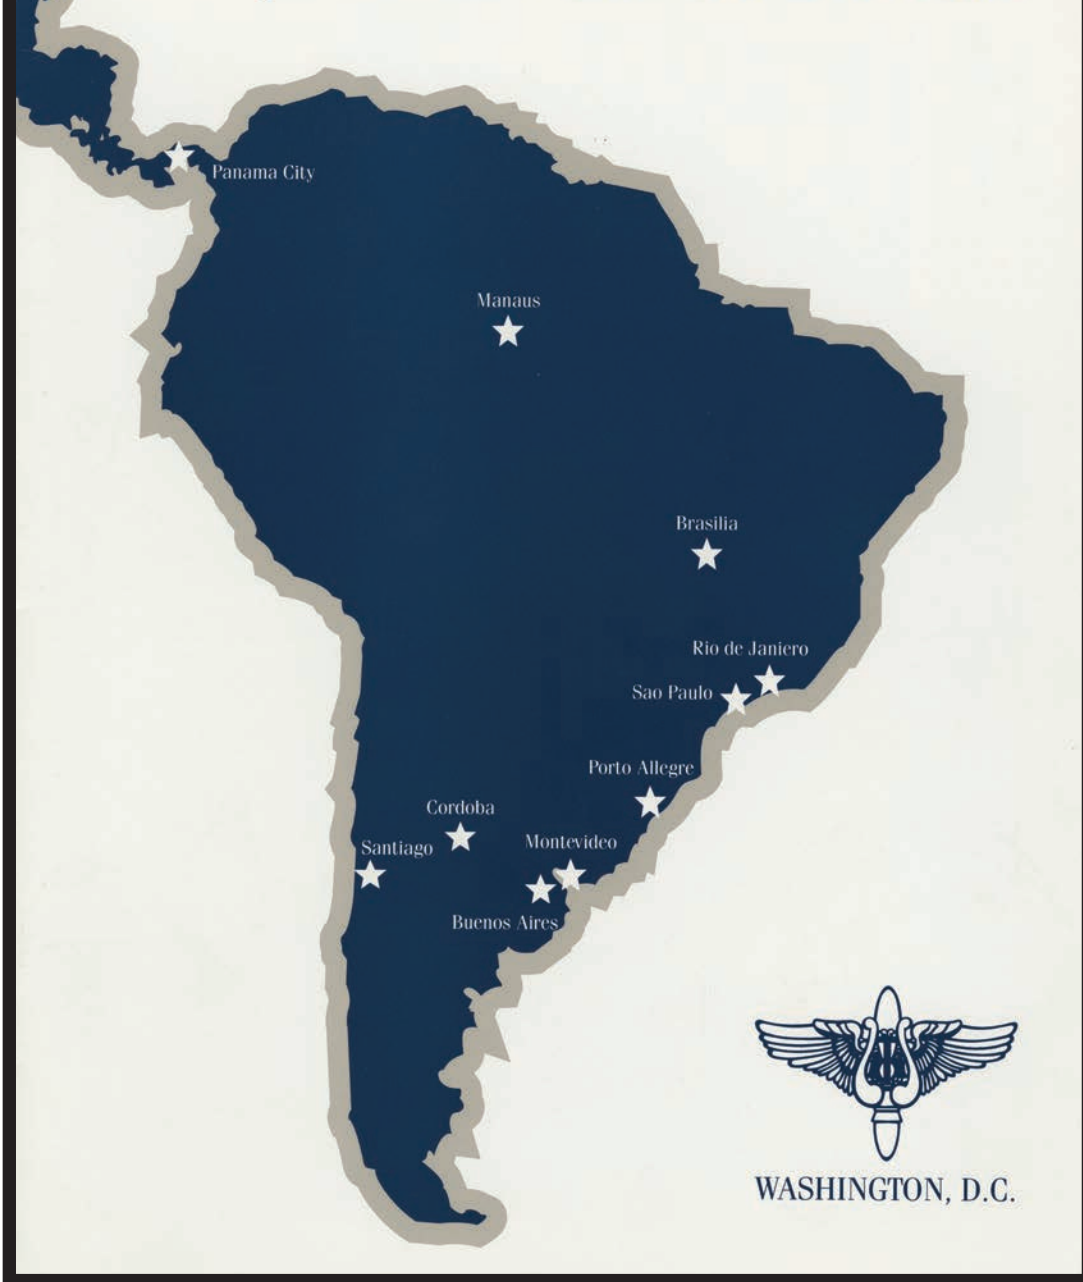 Panama City
Manaus
Brasilia
Rio de Janiero
Sao Paulo
Porto Allegre
Cordoba
Santiago
Montevideo
Buenos Aires
WASHINGTON, D.C.